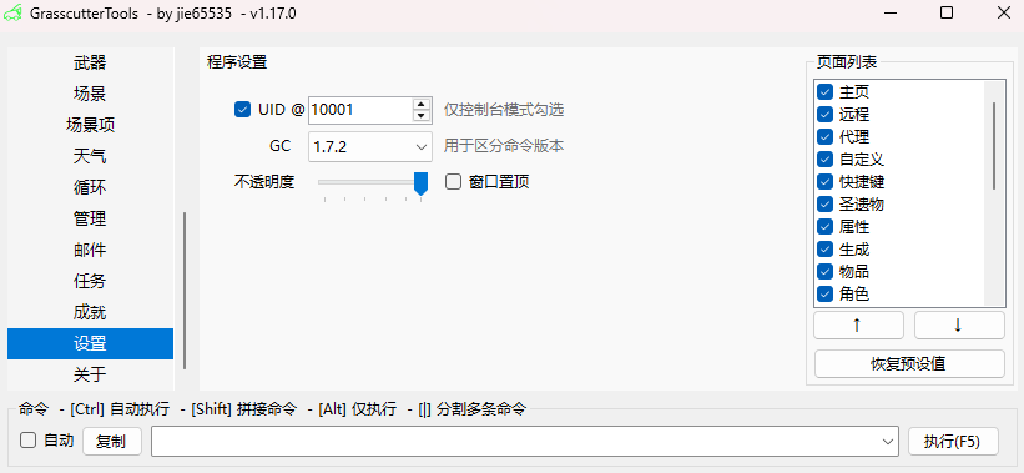 GrasscutterTools - by jie65535 - v1.17.0
武器
场景
场景项
天气
循环
管理
邮件
任务
成就
设置
关于
程序设置
UID @ 10001 仅控制台模式勾选
GC 1.7.2 用于区分命令版本
不透明度 窗口置顶
页面列表
主页
远程
代理
自定义
快捷键
圣遗物
属性
生成
物品
角色
↑ ↓
恢复预设值
命令 - [Ctrl] 自动执行 - [Shift] 拼接命令 - [Alt] 仅执行 - [|] 分割多条命令
自动 复制 执行(F5)